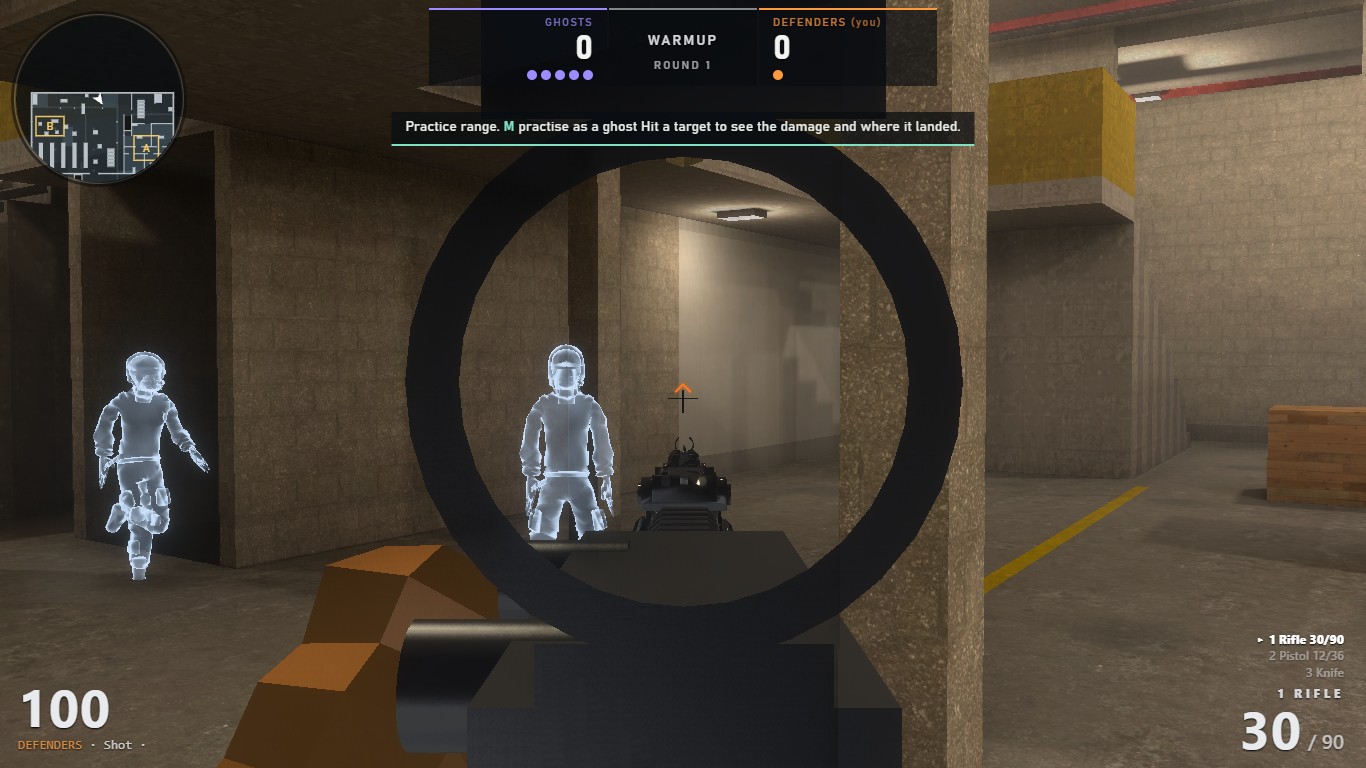 GHOSTS
0
WARMUP
ROUND 1
DEFENDERS (you)
0
Practice range. M practise as a ghost Hit a target to see the damage and where it landed.
B
A
100
DEFENDERS · Shot ·
▸ 1 Rifle 30/90
2 Pistol 12/36
3 Knife
1 RIFLE
30 / 90